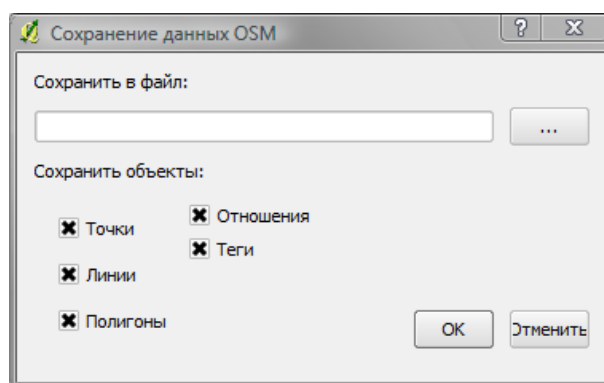 Сохранение данных OSM
?
Сохранить в файл:
...
Сохранить объекты:
Точки
Отношения
Теги
Линии
Полигоны
OK
Отменить